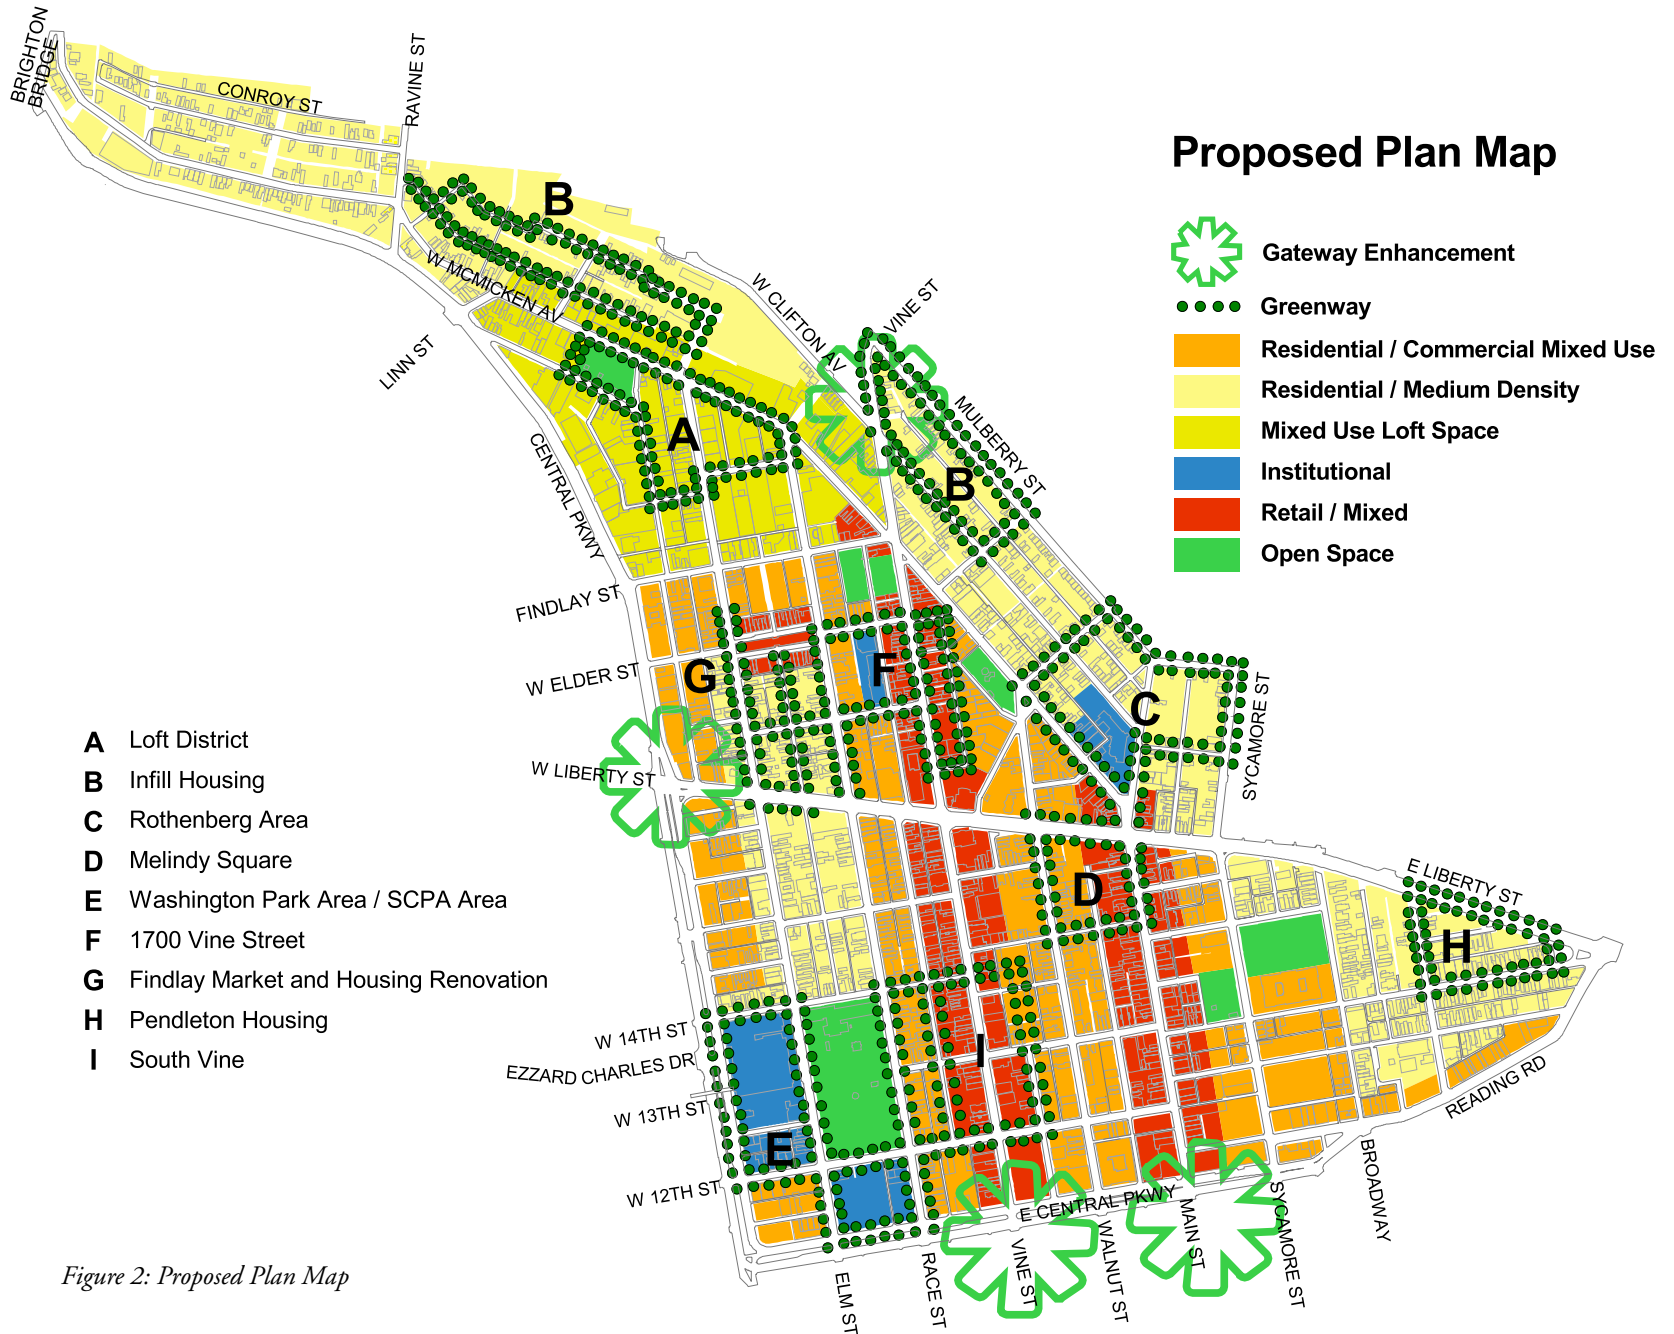 BRIGHTON
BRIDGE
CONROY ST
RAVINE ST
B
W MCMICKEN AV
LINN ST
W CLIFTON AV
VINE ST
MULBERRY ST
A
B
CENTRAL PKWY
FINDLAY ST
W ELDER ST
G
F
C
SYCAMORE ST
W LIBERTY ST
D
E LIBERTY ST
H
W 14TH ST
EZZARD CHARLES DR
W 13TH ST
I
E
W 12TH ST
READING RD
BROADWAY
E CENTRAL PKWY
ELM ST
RACE ST
VINE ST
WALNUT ST
MAIN ST
SYCAMORE ST
Proposed Plan Map
Gateway Enhancement
Greenway
Residential / Commercial Mixed Use
Residential / Medium Density
Mixed Use Loft Space
Institutional
Retail / Mixed
Open Space
A Loft District
B Infill Housing
C Rothenberg Area
D Melindy Square
E Washington Park Area / SCPA Area
F 1700 Vine Street
G Findlay Market and Housing Renovation
H Pendleton Housing
I South Vine
Figure 2: Proposed Plan Map